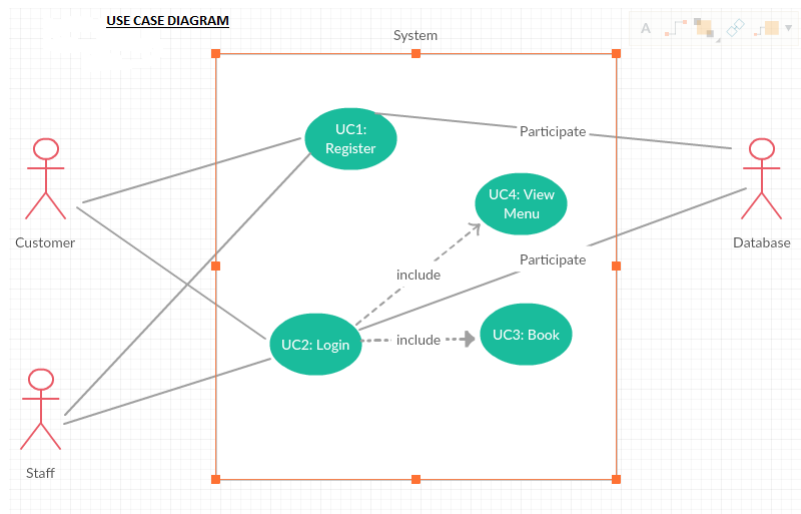 USE CASE DIAGRAM
System
A
UC1:
Register
Participate
UC4: View
Menu
Customer
Database
Participate
include
include
UC2: Login
UC3: Book
Staff